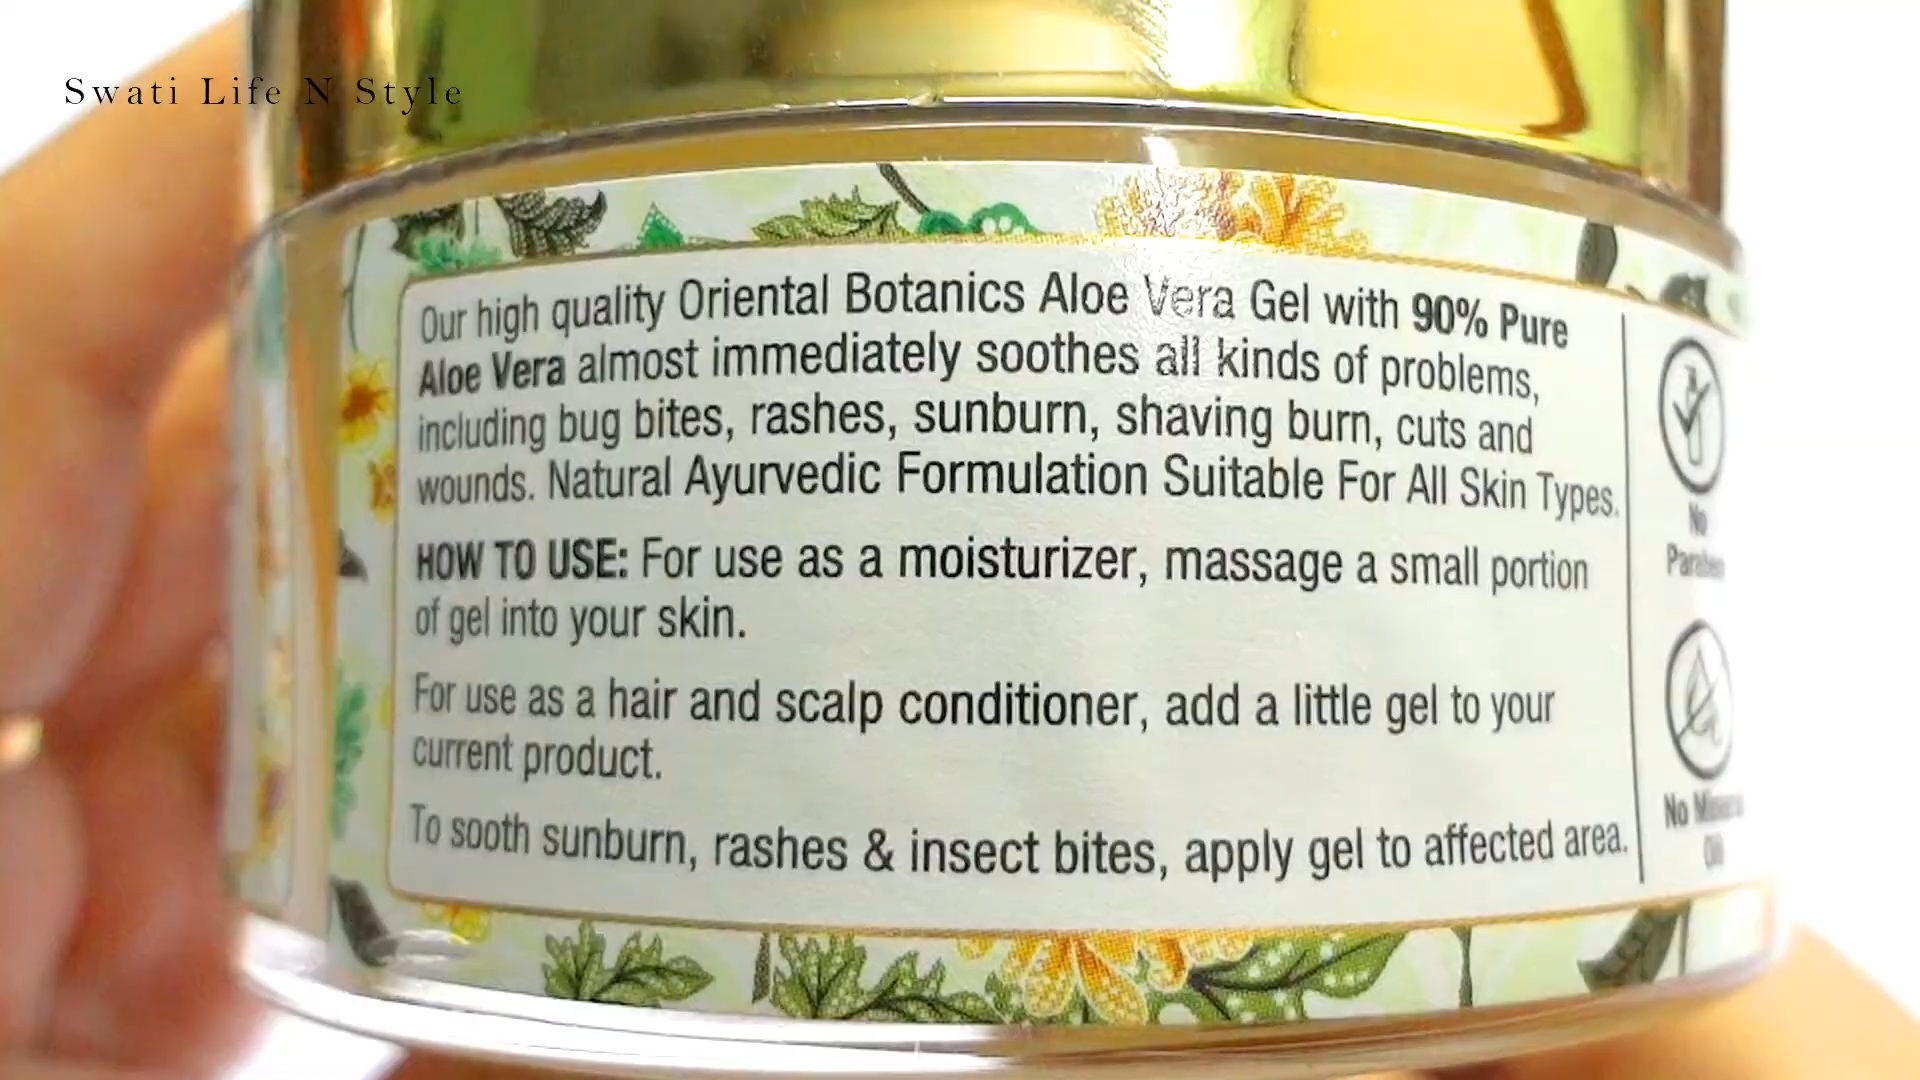 Swati Life N Style
Our high quality Oriental Botanics Aloe Vera Gel with 90% Pure
Aloe Vera almost immediately soothes all kinds of problems,
including bug bites, rashes, sunburn, shaving burn, cuts and
wounds. Natural Ayurvedic Formulation Suitable For All Skin Types.
HOW TO USE: For use as a moisturizer, massage a small portion
of gel into your skin.
For use as a hair and scalp conditioner, add a little gel to your
current product.
To sooth sunburn, rashes & insect bites, apply gel to affected area.
No
Paraben
No Mineral
Oil